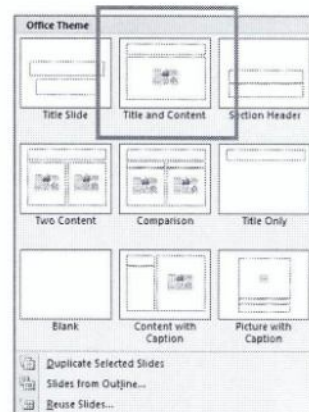 Office Theme
Title Slide Title and Content Section Header
Two Content Comparison Title Only
Blank Content with Caption Picture with Caption
Duplicate Selected Slides
Slides from Outline...
Reuse Slides...